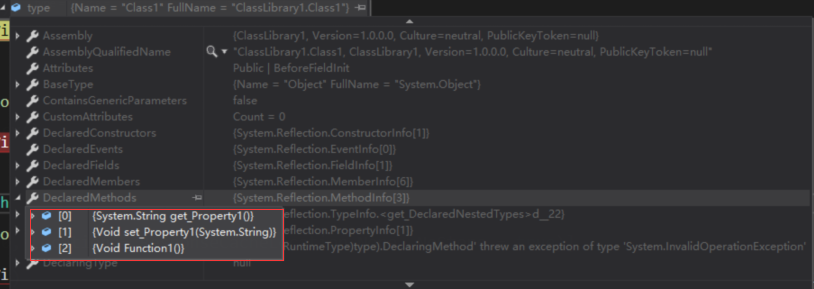 type {Name = "Class1" FullName = "ClassLibrary1.Class1"}
Assembly {ClassLibrary1, Version=1.0.0.0, Culture=neutral, PublicKeyToken=null}
AssemblyQualifiedName "ClassLibrary1.Class1, ClassLibrary1, Version=1.0.0.0, Culture=neutral, PublicKeyToken=null"
Attributes Public | BeforeFieldInit
BaseType {Name = "Object" FullName = "System.Object"}
ContainsGenericParameters false
CustomAttributes Count = 0
DeclaredConstructors {System.Reflection.ConstructorInfo[1]}
DeclaredEvents {System.Reflection.EventInfo[0]}
DeclaredFields {System.Reflection.FieldInfo[1]}
DeclaredMembers {System.Reflection.MemberInfo[6]}
DeclaredMethods {System.Reflection.MethodInfo[3]}
[0] {System.String get_Property1()} Reflection.TypeInfo.<get_DeclaredNestedTypes>d__22}
[1] {Void set_Property1(System.String)} Reflection.PropertyInfo[1]}
[2] {Void Function1()} RuntimeType)type).DeclaringMethod' threw an exception of type 'System.InvalidOperationException'
DeclaringType null